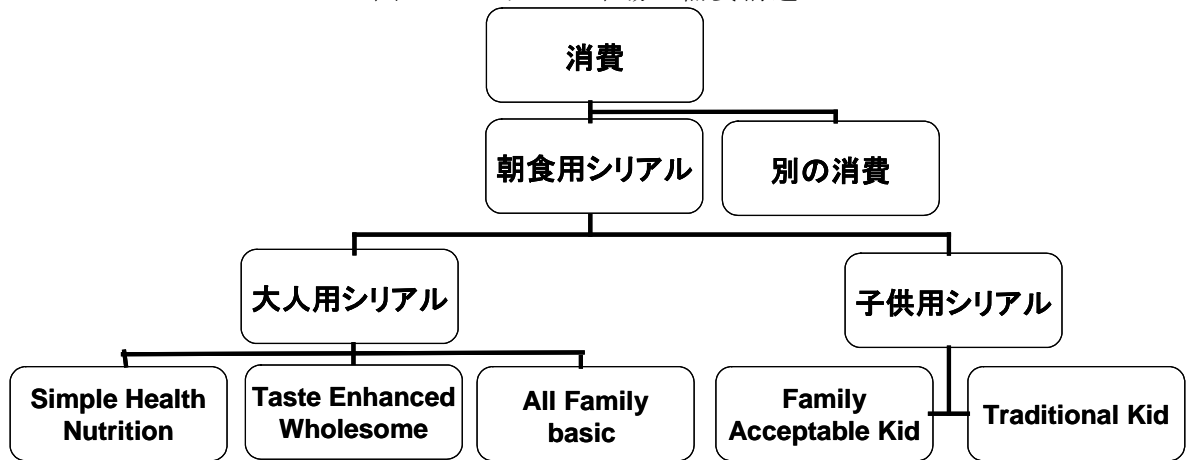 消費
朝食用シリアル
別の消費
大人用シリアル
子供用シリアル
Simple Health
Nutrition
Taste Enhanced
Wholesome
All Family
basic
Family
Acceptable Kid
Traditional Kid